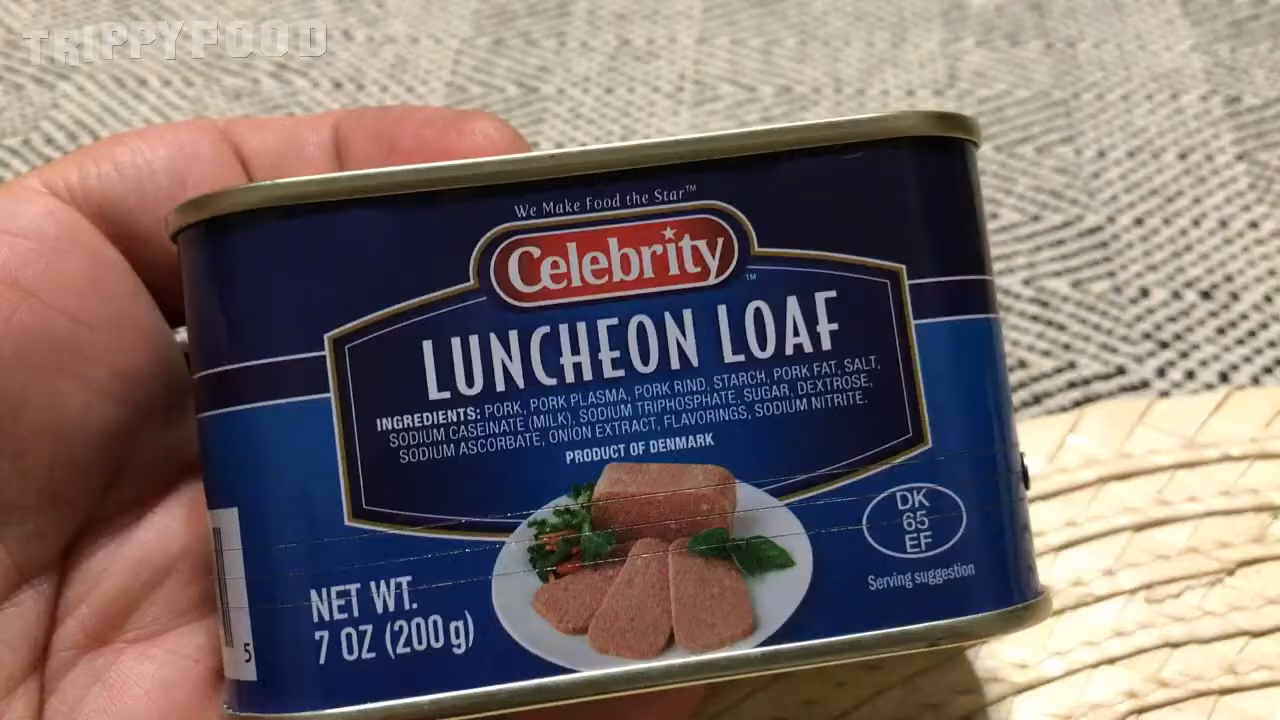 TRIPPYFOOD
We Make Food the Star™
Celebrity™
LUNCHEON LOAF
INGREDIENTS: PORK, PORK PLASMA, PORK RIND, STARCH, PORK FAT, SALT,
SODIUM CASEINATE (MILK), SODIUM TRIPHOSPHATE, SUGAR, DEXTROSE,
SODIUM ASCORBATE, ONION EXTRACT, FLAVORINGS, SODIUM NITRITE.
PRODUCT OF DENMARK
DK
65
EF
Serving suggestion
NET WT.
7 OZ (200g)
5